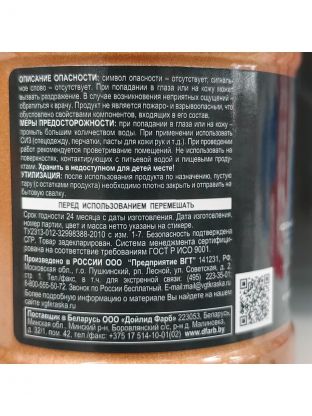 ОПИСАНИЕ ОПАСНОСТИ: символ опасности – отсутствует, сигналь-
ное слово – отсутствует. При попадании в глаза или на кожу может
вызвать раздражение. В случае возникновения неприятных ощущений -
обратиться к врачу. Продукт не является пожаро- и взрывоопасным, что
обусловлено свойствами компонентов, входящих в его состав.
МЕРЫ ПРЕДОСТОРОЖНОСТИ: при попадании в глаза или на кожу -
промыть большим количеством воды. При применении использовать
СИЗ (спецодежду, перчатки, пасты для кожи рук и т.д.) При проведении
работ рекомендуется проветривание помещений. Не использовать на
поверхностях, контактирующих с питьевой водой и пищевыми продук-
тами. Хранить в недоступном для детей месте!
УТИЛИЗАЦИЯ: после использования продукта по назначению, пустую
тару (с остатками продукта) необходимо плотно закрыть и отправить на
бытовую свалку.
ПЕРЕД ИСПОЛЬЗОВАНИЕМ ПЕРЕМЕШАТЬ
Срок годности 24 месяца с даты изготовления. Дата изготовления,
номер партии, цвет и масса нетто указаны на стикере.
ТУ2313-012-32998388-2010 с изм. 1-7. Безопасность подтверждена
СГР. Товар задекларирован. Система менеджмента сертифици-
рована на соответствие требованиям ГОСТ Р ИСО 9001.
Произведено в РОССИИ ООО "Предприятие ВГТ" 141231, РФ,
Московская обл., г.о. Пушкинский, рп. Лесной, ул. Советская, д. 2,
стр. 1. Тел./факс, в т.ч. для экстренной связи (495) 223-35-07,
8-800-555-50-72. Звонок по России бесплатный. E-mail:mail@vgtkraska.ru
Более подробную информацию о материале вы найдете на сайте
vgtkraska.ru
Поставщик в Беларусь ООО «Дойлид Фарб» 223053, Беларусь,
Минская обл., Минский р-н, Боровлянский с/с, р-н д. Малиновка,
д. 32/1, пом. 42, тел./факс: +375 17 514-10-01(02) www.dfarb.by